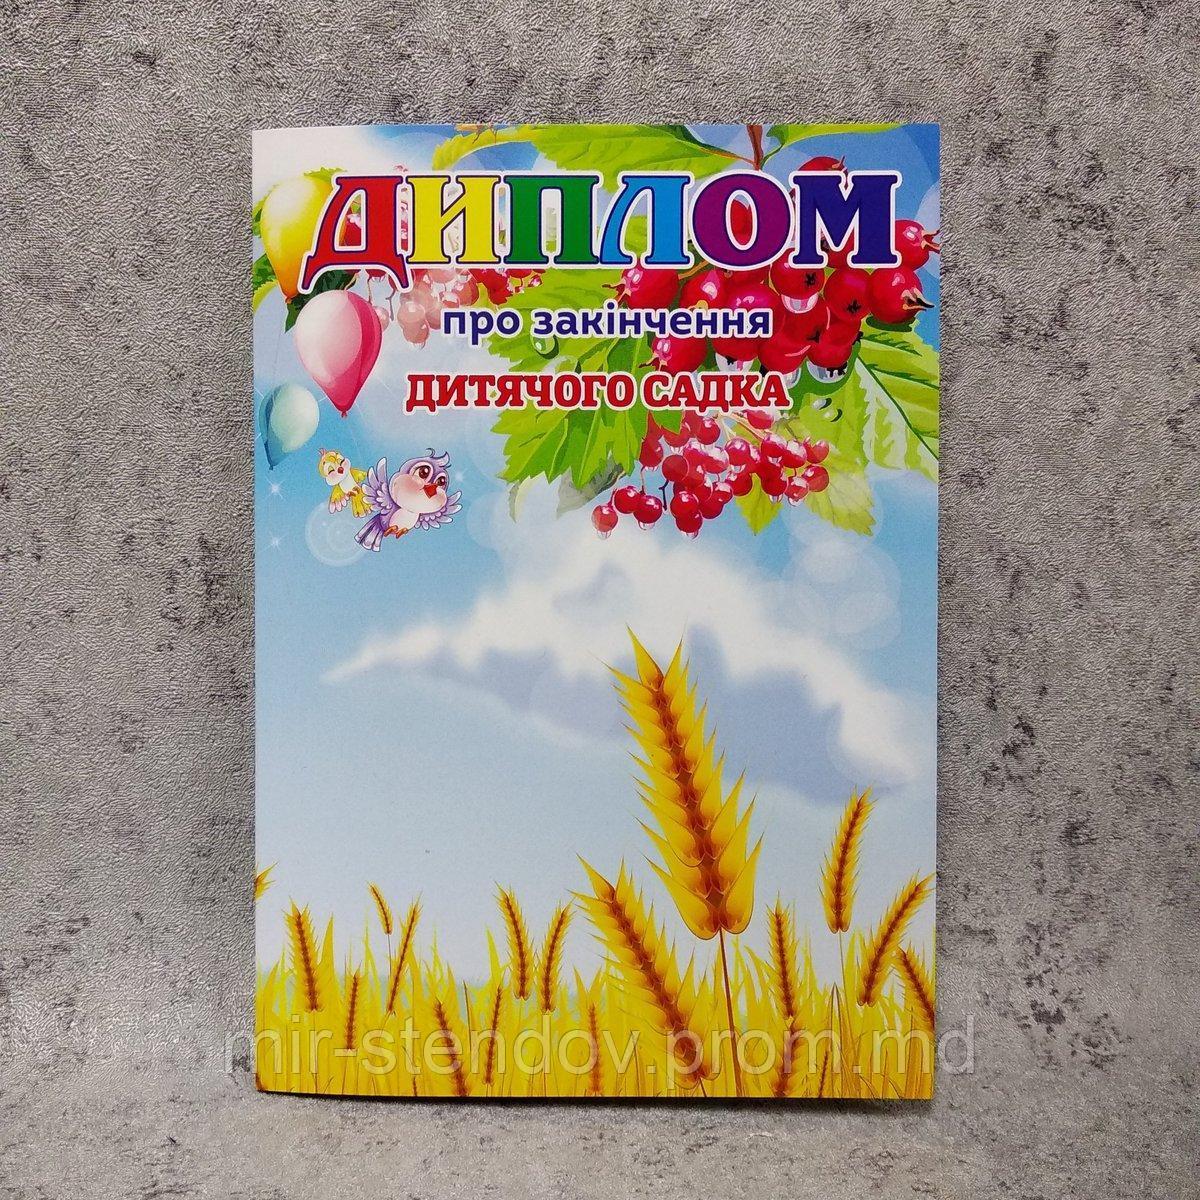 ДИПЛОМ
про закінчення
ДИТЯЧОГО САДКА
mir-stendov.prom.md